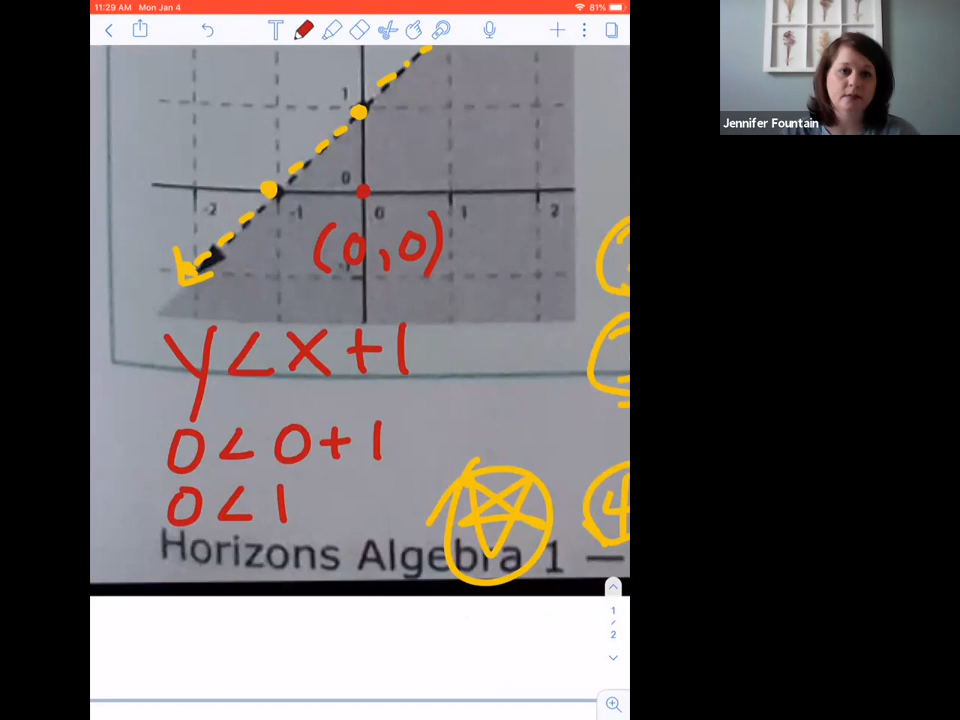 11:29 AM Mon Jan 4
81%
Jennifer Fountain
1
0
-2
-1
0
1
2
(0,0)
y < x + 1
0 < 0 + 1
0 < 1
4
Horizons Algebra 1 —
1
/
2